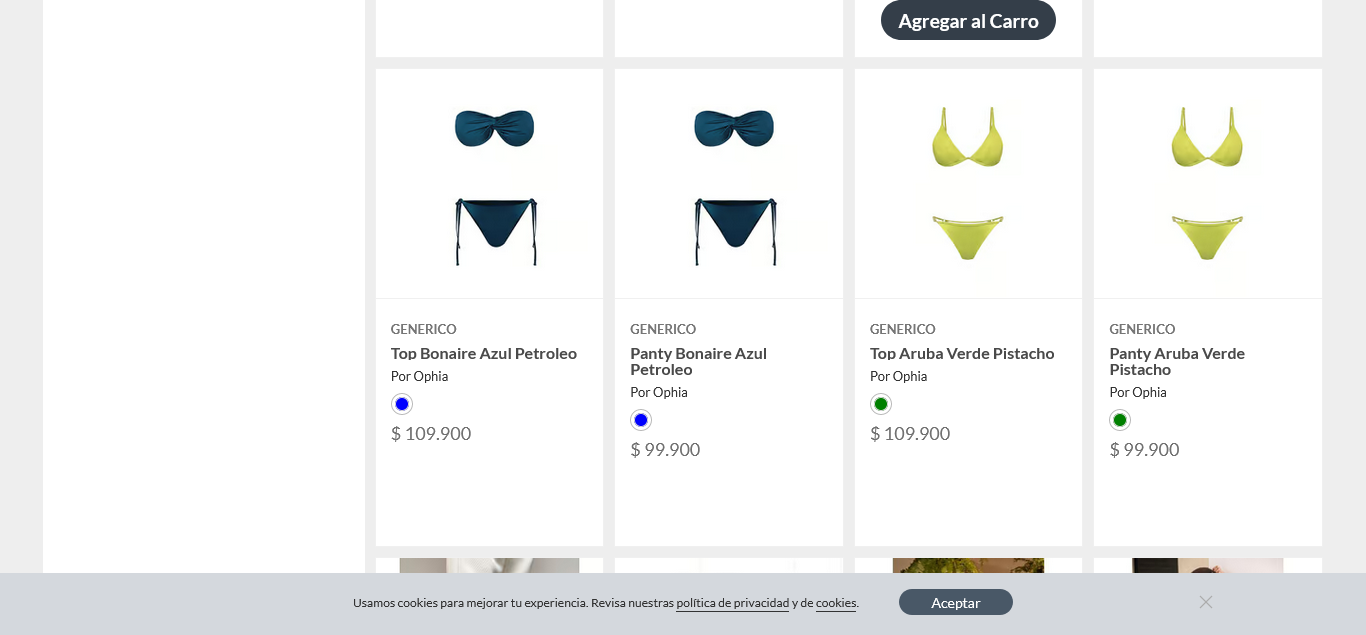 Agregar al Carro
GENERICO
Top Bonaire Azul Petroleo
Por Ophia
$ 109.900
GENERICO
Panty Bonaire Azul
Petroleo
Por Ophia
$ 99.900
GENERICO
Top Aruba Verde Pistacho
Por Ophia
$ 109.900
GENERICO
Panty Aruba Verde
Pistacho
Por Ophia
$ 99.900
Usamos cookies para mejorar tu experiencia. Revisa nuestras política de privacidad y de cookies.
Aceptar